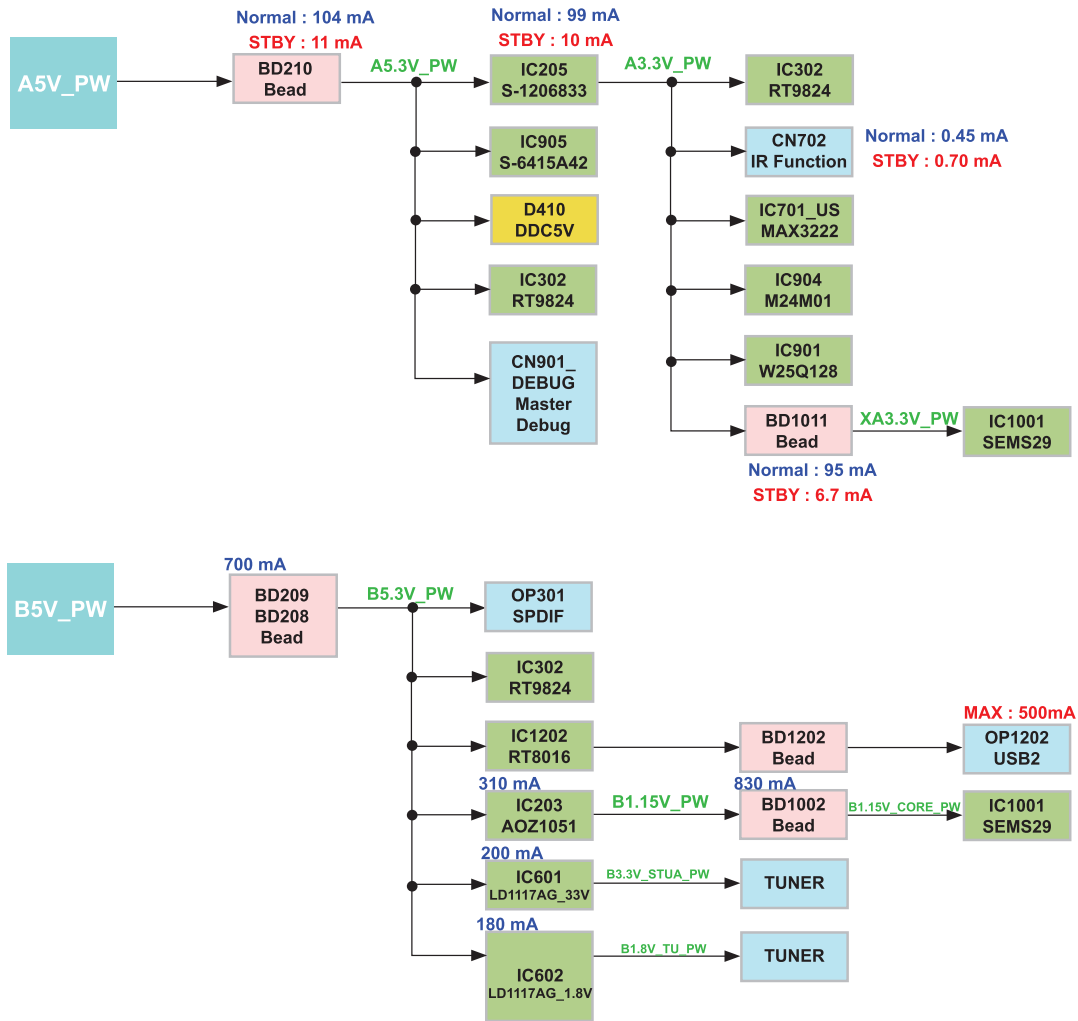 Normal : 104 mA
STBY : 11 mA
Normal : 99 mA
STBY : 10 mA
A5V_PW
BD210
Bead
A5.3V_PW
IC205
S-1206833
A3.3V_PW
IC302
RT9824
IC905
S-6415A42
CN702
IR Function
Normal : 0.45 mA
STBY : 0.70 mA
D410
DDC5V
IC701_US
MAX3222
IC302
RT9824
IC904
M24M01
CN901_
DEBUG
Master
Debug
IC901
W25Q128
BD1011
Bead
XA3.3V_PW
IC1001
SEMS29
Normal : 95 mA
STBY : 6.7 mA
700 mA
B5V_PW
BD209
BD208
Bead
B5.3V_PW
OP301
SPDIF
IC302
RT9824
IC1202
RT8016
BD1202
Bead
MAX : 500mA
OP1202
USB2
310 mA
IC203
AOZ1051
B1.15V_PW
830 mA
BD1002
Bead
B1.15V_CORE_PW
IC1001
SEMS29
200 mA
IC601
LD1117AG_33V
B3.3V_STUA_PW
TUNER
180 mA
IC602
LD1117AG_1.8V
B1.8V_TU_PW
TUNER